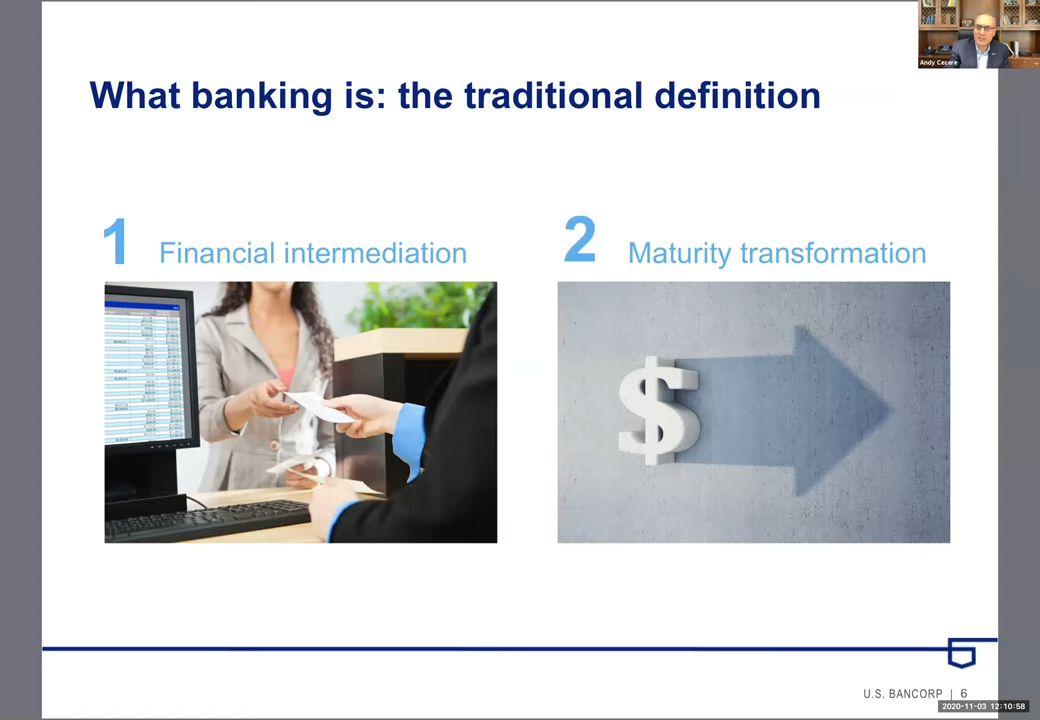 Andy Cecere
What banking is: the traditional definition
1 Financial intermediation
2 Maturity transformation
$
U.S. BANCORP | 6
2020-11-03 12:10:58